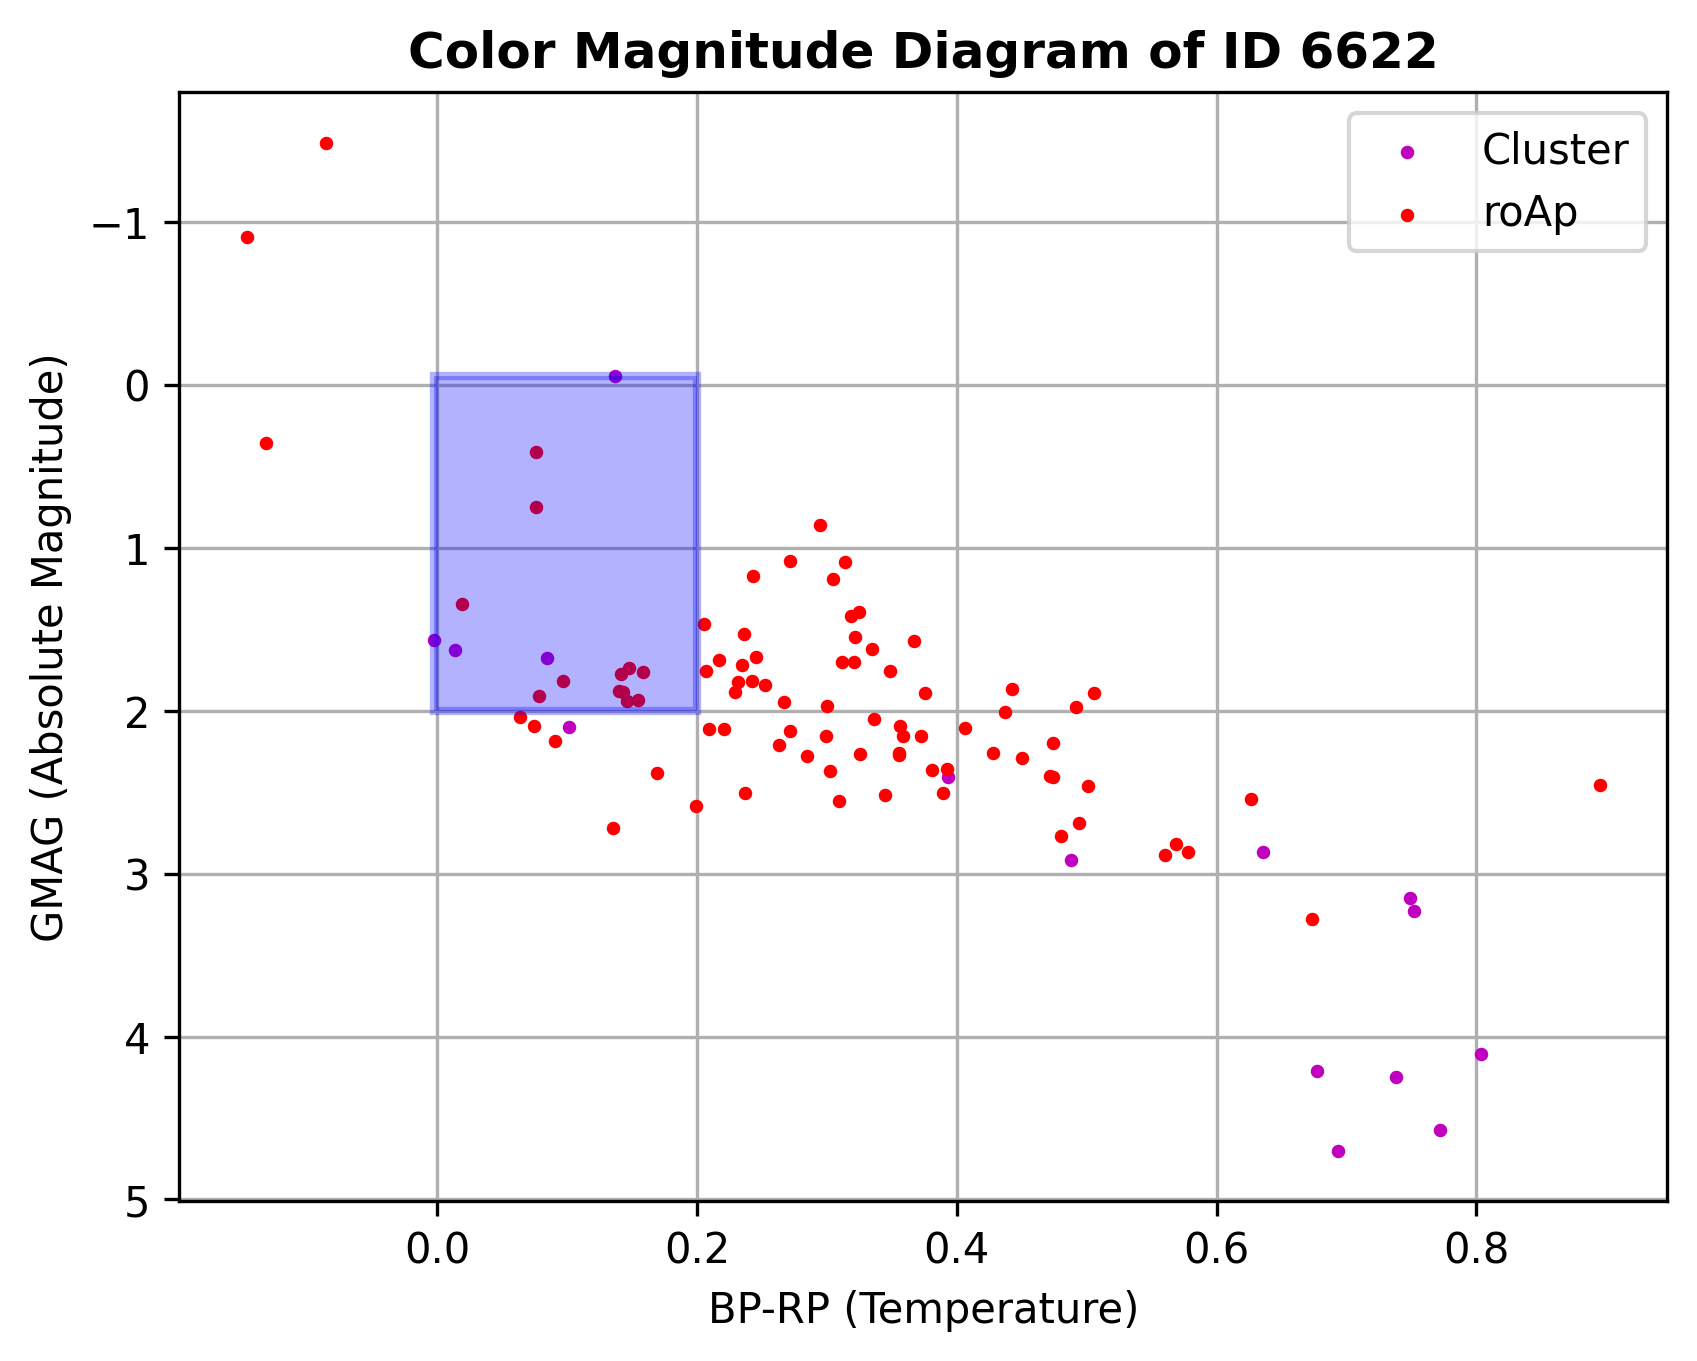 Color Magnitude Diagram of ID 6622
Cluster
roAp
GMAG (Absolute Magnitude)
−1
0
1
2
3
4
5
0.0 0.2 0.4 0.6 0.8
BP-RP (Temperature)